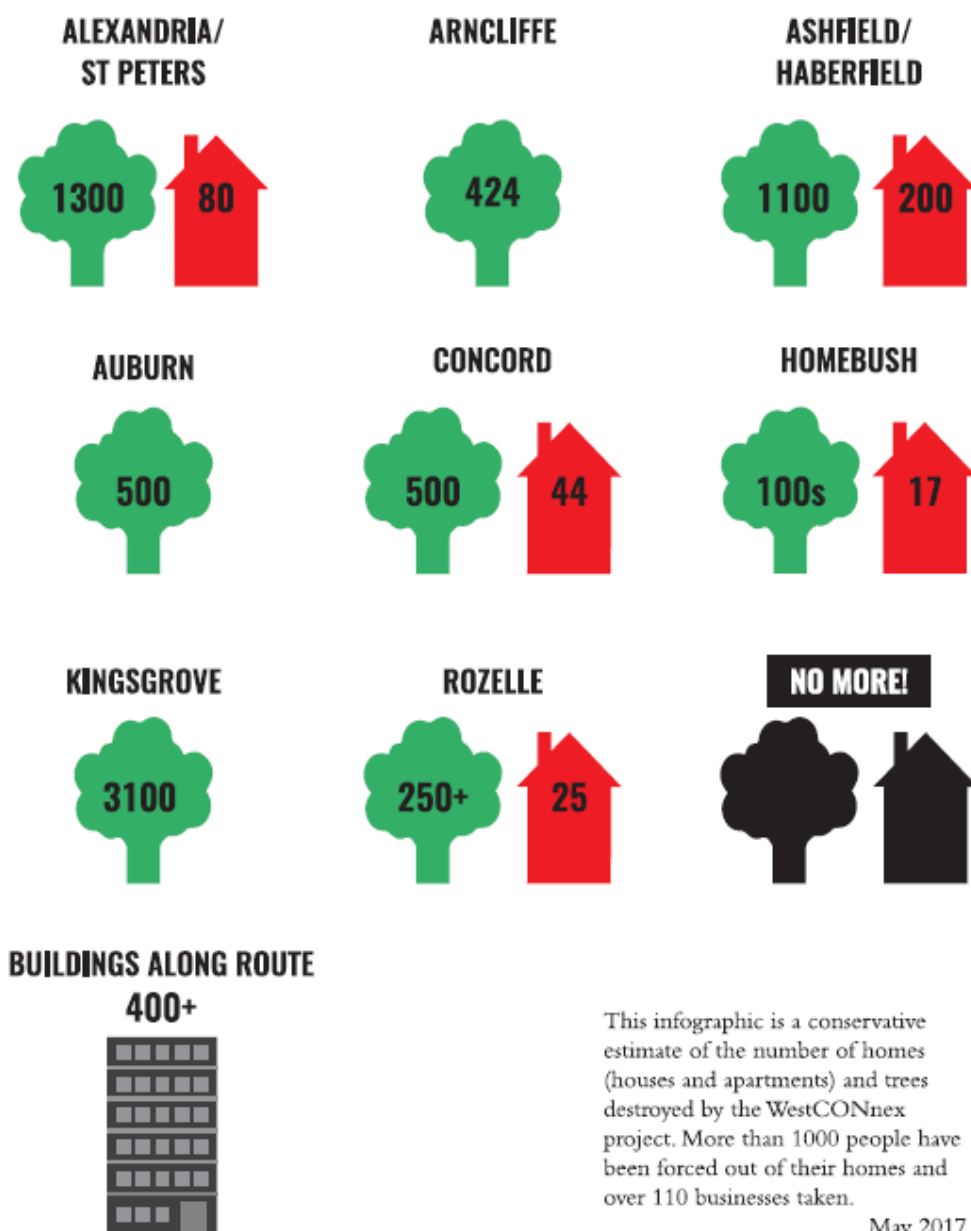 ALEXANDRIA/
ST PETERS
1300
80
ARNCLIFFE
424
ASHFIELD/
HABERFIELD
1100
200
AUBURN
500
CONCORD
500
44
HOMEBUSH
100s
17
KINGSGROVE
3100
ROZELLE
250+
25
NO MORE!
BUILDINGS ALONG ROUTE
400+
This infographic is a conservative
estimate of the number of homes
(houses and apartments) and trees
destroyed by the WestCONnex
project. More than 1000 people have
been forced out of their homes and
over 110 businesses taken.
May 2017